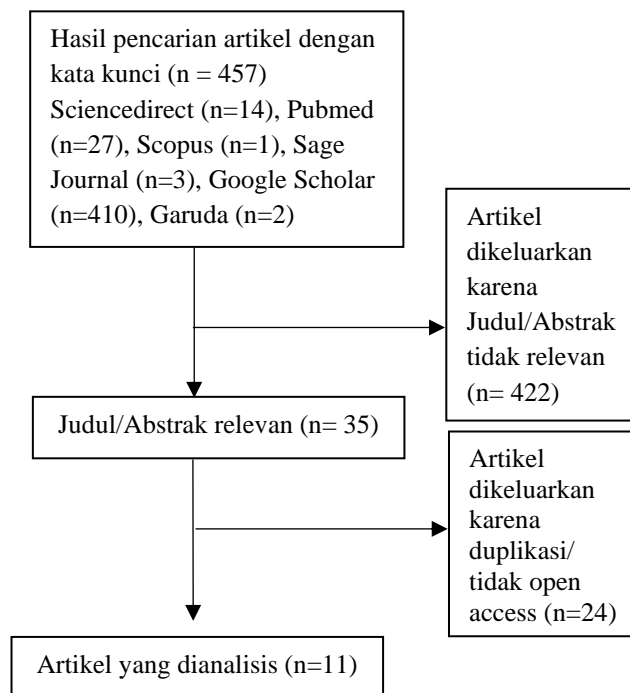 Hasil pencarian artikel dengan
kata kunci (n = 457)
Sciencedirect (n=14), Pubmed
(n=27), Scopus (n=1), Sage
Journal (n=3), Google Scholar
(n=410), Garuda (n=2)
Artikel
dikeluarkan
karena
Judul/Abstrak
tidak relevan
(n= 422)
Judul/Abstrak relevan (n= 35)
Artikel
dikeluarkan
karena
duplikasi/
tidak open
access (n=24)
Artikel yang dianalisis (n=11)